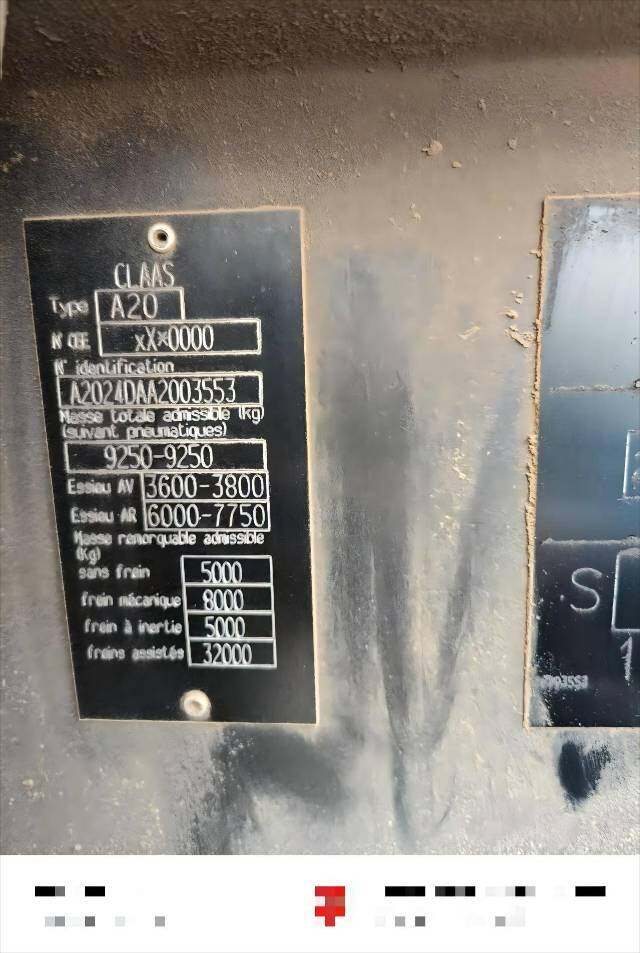 CLAAS
Type A20
N° CEE xX*0000
N° identification
A2024DAA2003553
Masse totale admissible (kg)
(suivant pneumatiques)
9250-9250
Essieu AV 3600-3800
Essieu AR 6000-7750
Masse remorquable admissible
(Kg)
sans frein 5000
frein mécanique 8000
frein à inertie 5000
freins assistés 32000
S
1